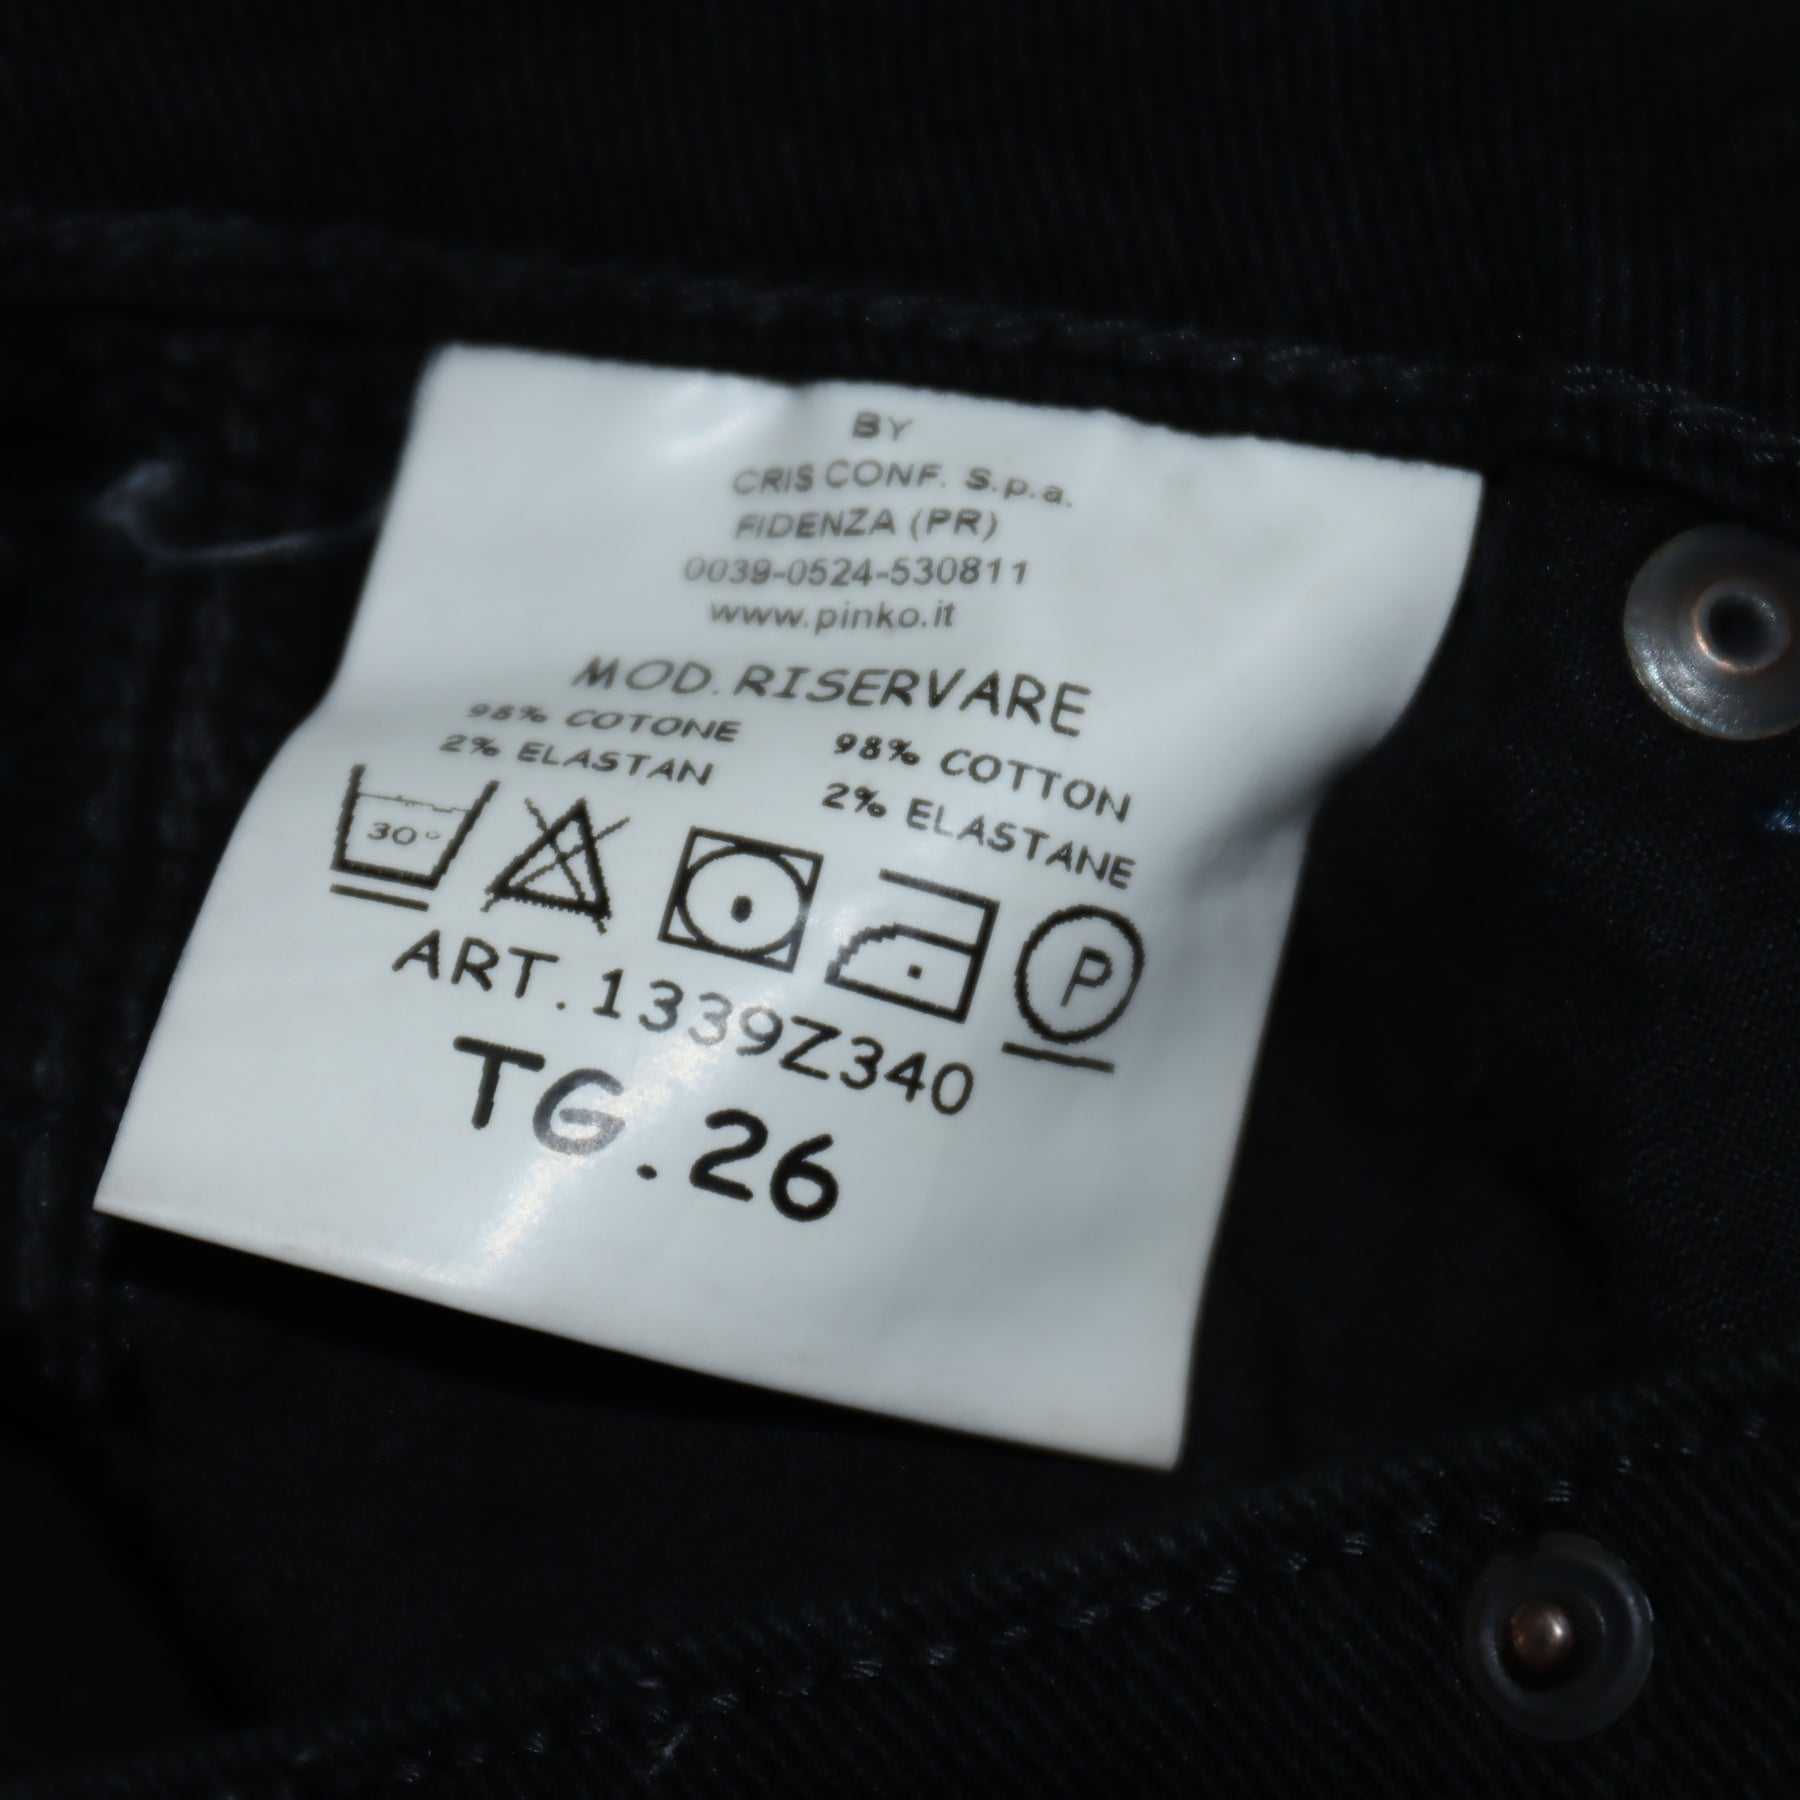 BY
CRIS CONF. S.p.a.
FIDENZA (PR)
0039-0524-530811
www.pinko.it
MOD. RISERVARE
98% COTONE
2% ELASTAN
98% COTTON
2% ELASTANE
30°
P
ART. 1339Z340
TG. 26